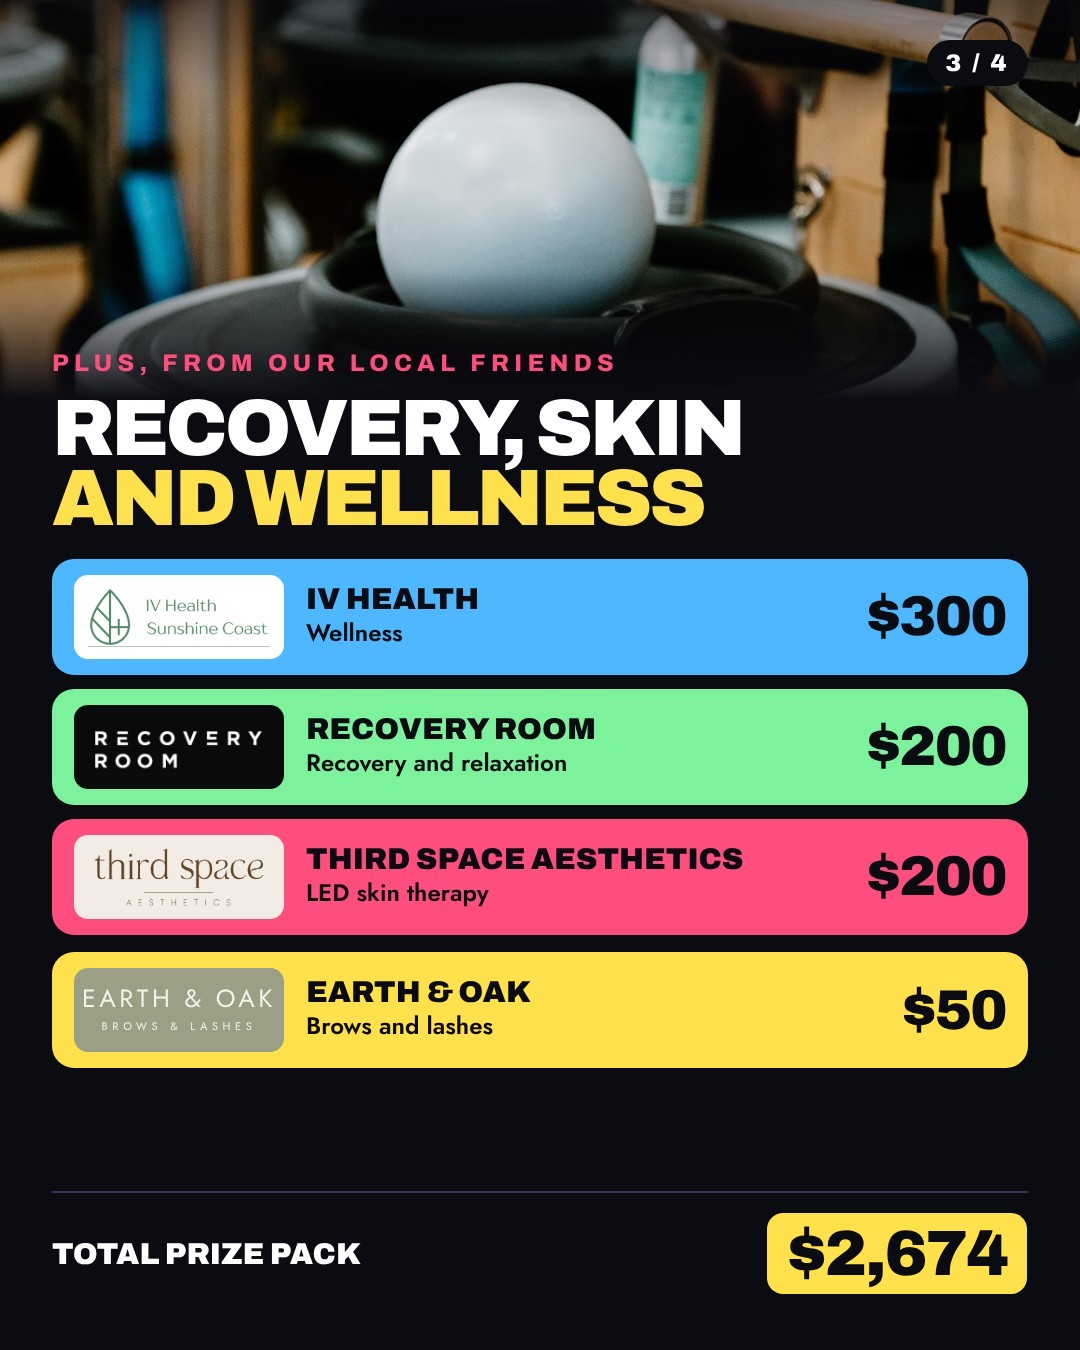 3 / 4
PLUS, FROM OUR LOCAL FRIENDS
RECOVERY, SKIN
AND WELLNESS
IV Health
Sunshine Coast
IV HEALTH
Wellness
$300
RECOVERY
ROOM
RECOVERY ROOM
Recovery and relaxation
$200
third space
AESTHETICS
THIRD SPACE AESTHETICS
LED skin therapy
$200
EARTH & OAK
BROWS & LASHES
EARTH & OAK
Brows and lashes
$50
TOTAL PRIZE PACK
$2,674